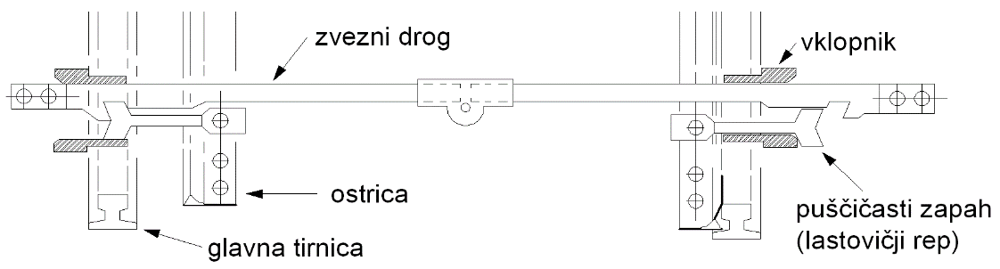 zvezni drog
vklopnik
ostrica
puščičasti zapah
(lastovičji rep)
glavna tirnica